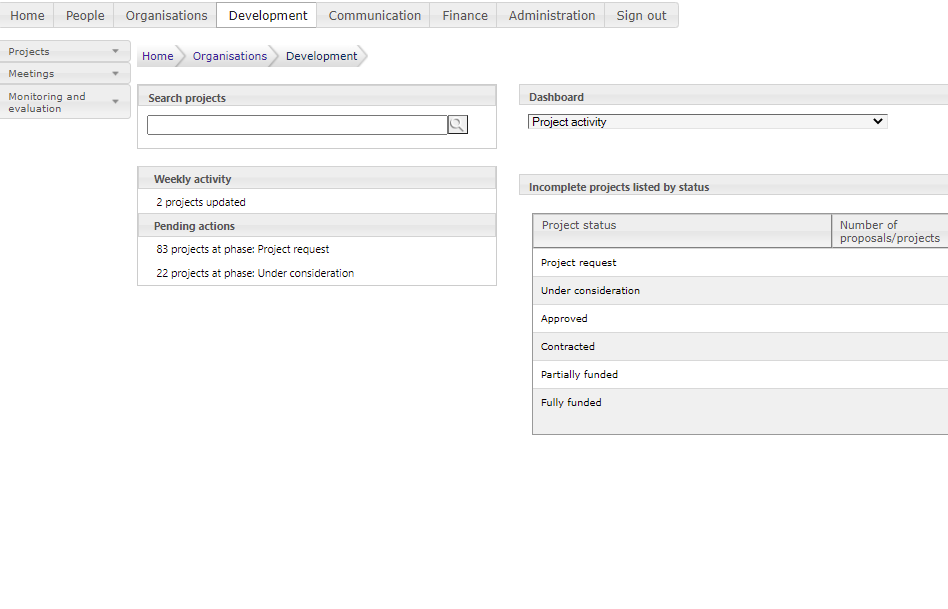 Home People Organisations Development Communication Finance Administration Sign out
Projects
Meetings
Monitoring and
evaluation
Home Organisations Development
Search projects
Weekly activity
2 projects updated
Pending actions
83 projects at phase: Project request
22 projects at phase: Under consideration
Dashboard
Project activity
Incomplete projects listed by status
Project status
Number of
proposals/projects
Project request
Under consideration
Approved
Contracted
Partially funded
Fully funded